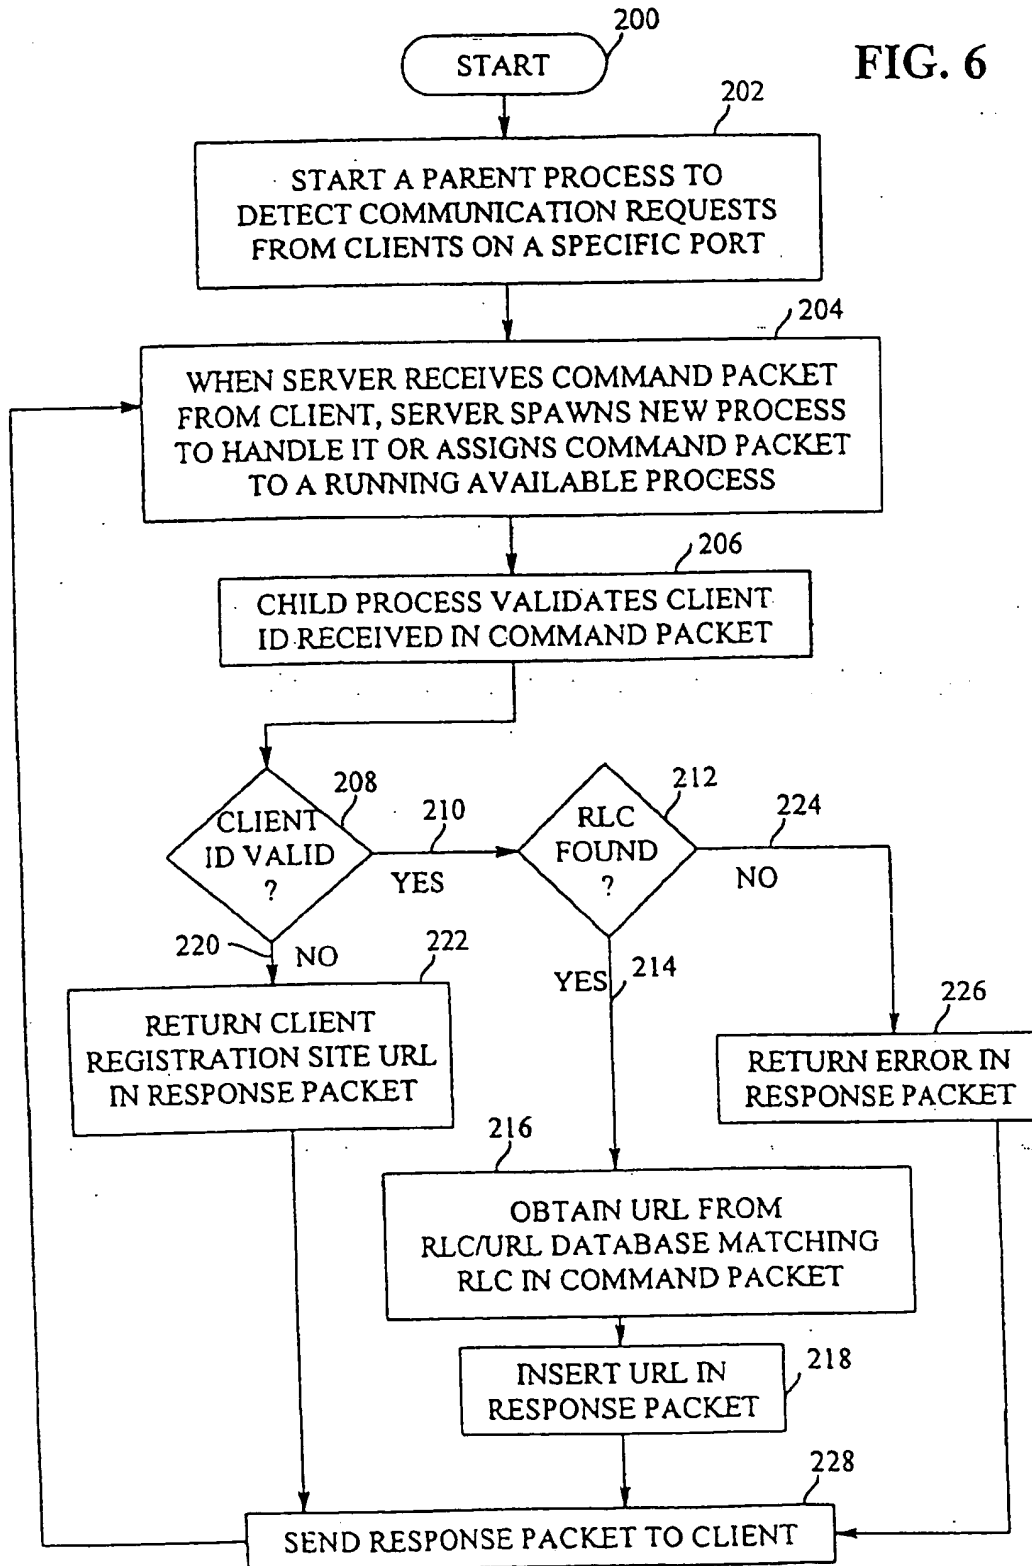 200
START
FIG. 6
202
START A PARENT PROCESS TO
DETECT COMMUNICATION REQUESTS
FROM CLIENTS ON A SPECIFIC PORT
204
WHEN SERVER RECEIVES COMMAND PACKET
FROM CLIENT, SERVER SPAWNS NEW PROCESS
TO HANDLE IT OR ASSIGNS COMMAND PACKET
TO A RUNNING AVAILABLE PROCESS
206
CHILD PROCESS VALIDATES CLIENT
ID RECEIVED IN COMMAND PACKET
208
CLIENT
ID VALID
?
210
YES
212
RLC
FOUND
?
224
NO
220
NO
222
RETURN CLIENT
REGISTRATION SITE URL
IN RESPONSE PACKET
YES
214
226
RETURN ERROR IN
RESPONSE PACKET
216
OBTAIN URL FROM
RLC/URL DATABASE MATCHING
RLC IN COMMAND PACKET
INSERT URL IN
RESPONSE PACKET
218
228
SEND RESPONSE PACKET TO CLIENT